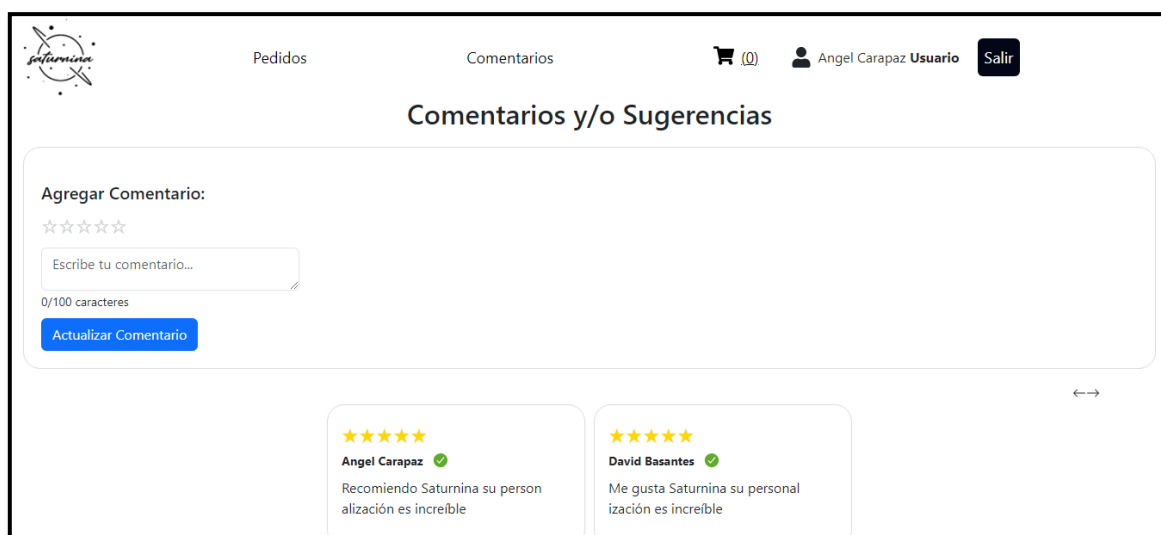 saturnina
Pedidos
Comentarios
(0)
Angel Carapaz Usuario
Salir
Comentarios y/o Sugerencias
Agregar Comentario:
Escribe tu comentario...
0/100 caracteres
Actualizar Comentario
Angel Carapaz
Recomiendo Saturnina su person
alización es increíble
David Basantes
Me gusta Saturnina su personal
ización es increíble